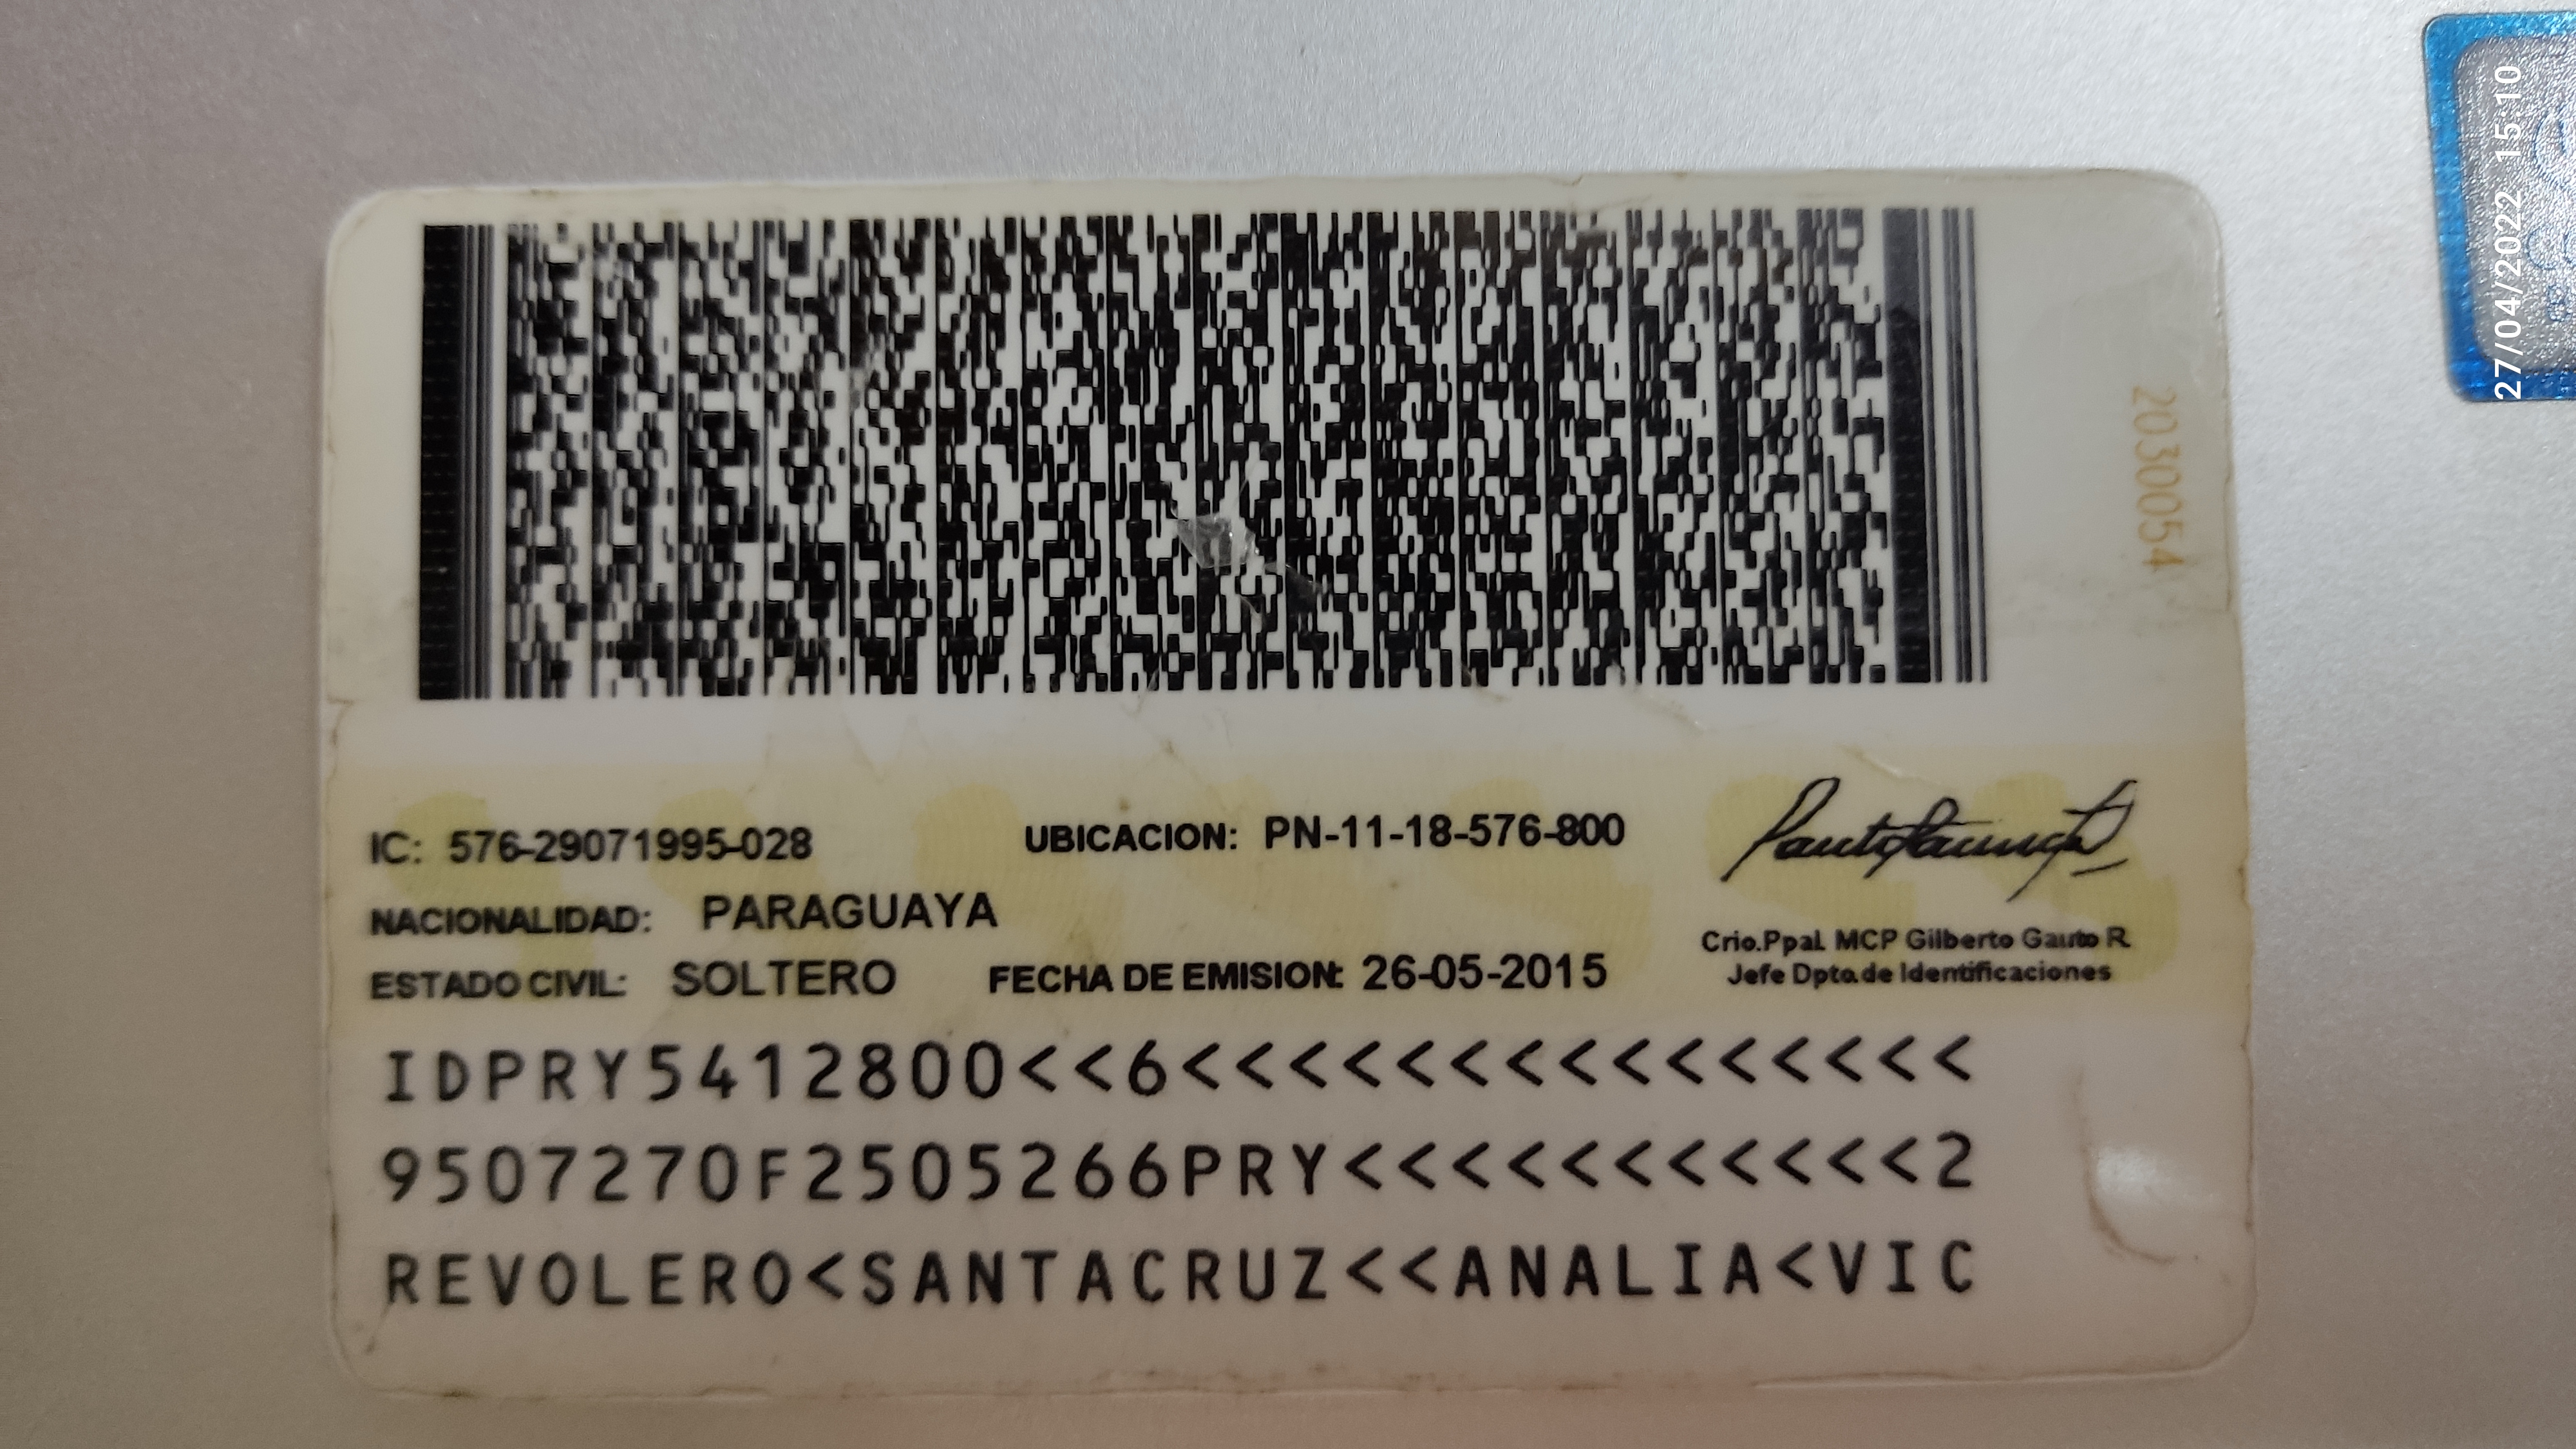 2030054
IC: 576-29071995-028 UBICACION: PN-11-18-576-800
NACIONALIDAD: PARAGUAYA
ESTADO CIVIL: SOLTERO FECHA DE EMISION: 26-05-2015
Crio.Ppal. MCP Gilberto Gauto R.
Jefe Dpto.de Identificaciones
IDPRY5412800<<6<<<<<<<<<<<<<<<
9507270F2505266PRY<<<<<<<<<<<2
REVOLERO<SANTACRUZ<<ANALIA<VIC
27/04/2022 15:10